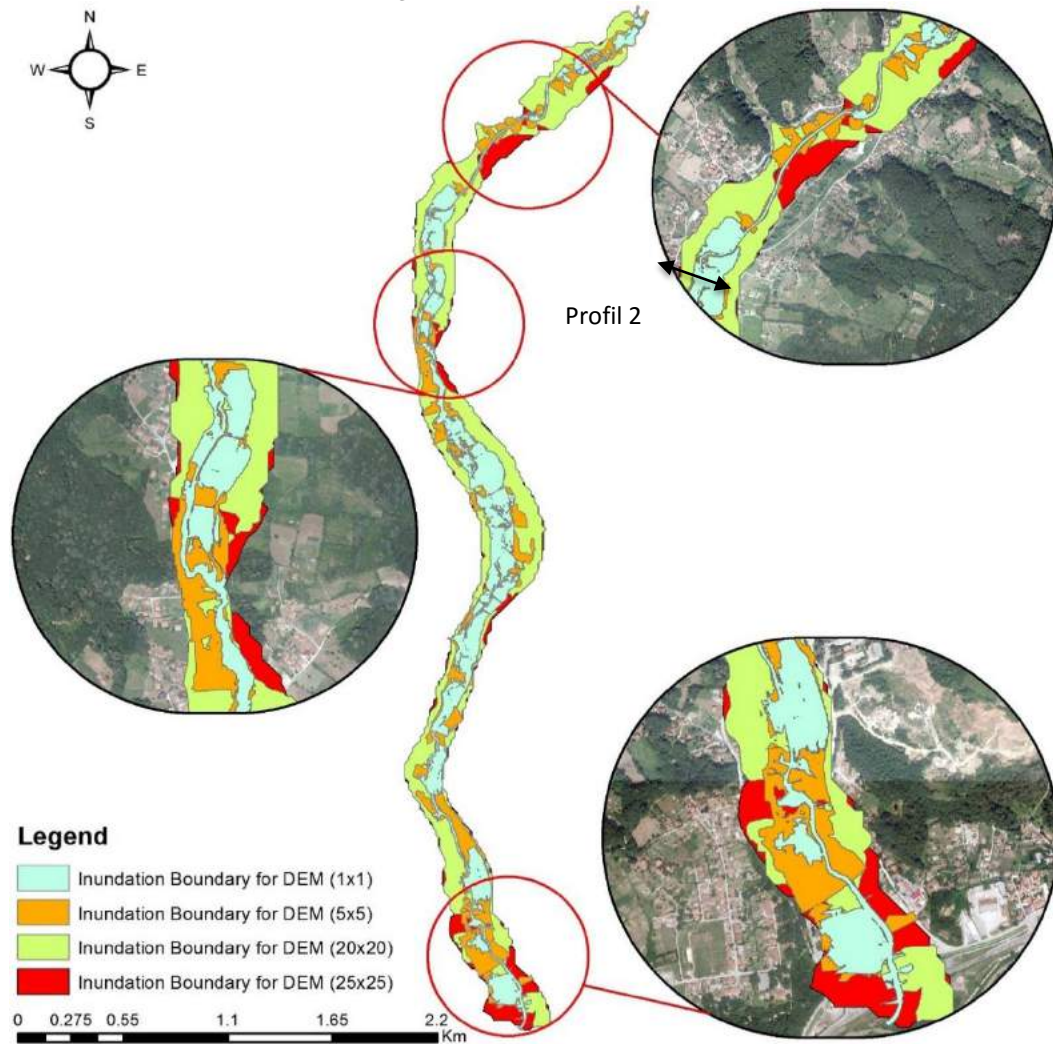 N
W E
S
Profil 2
Legend
Inundation Boundary for DEM (1x1)
Inundation Boundary for DEM (5x5)
Inundation Boundary for DEM (20x20)
Inundation Boundary for DEM (25x25)
0 0.275 0.55 1.1 1.65 2.2
Km